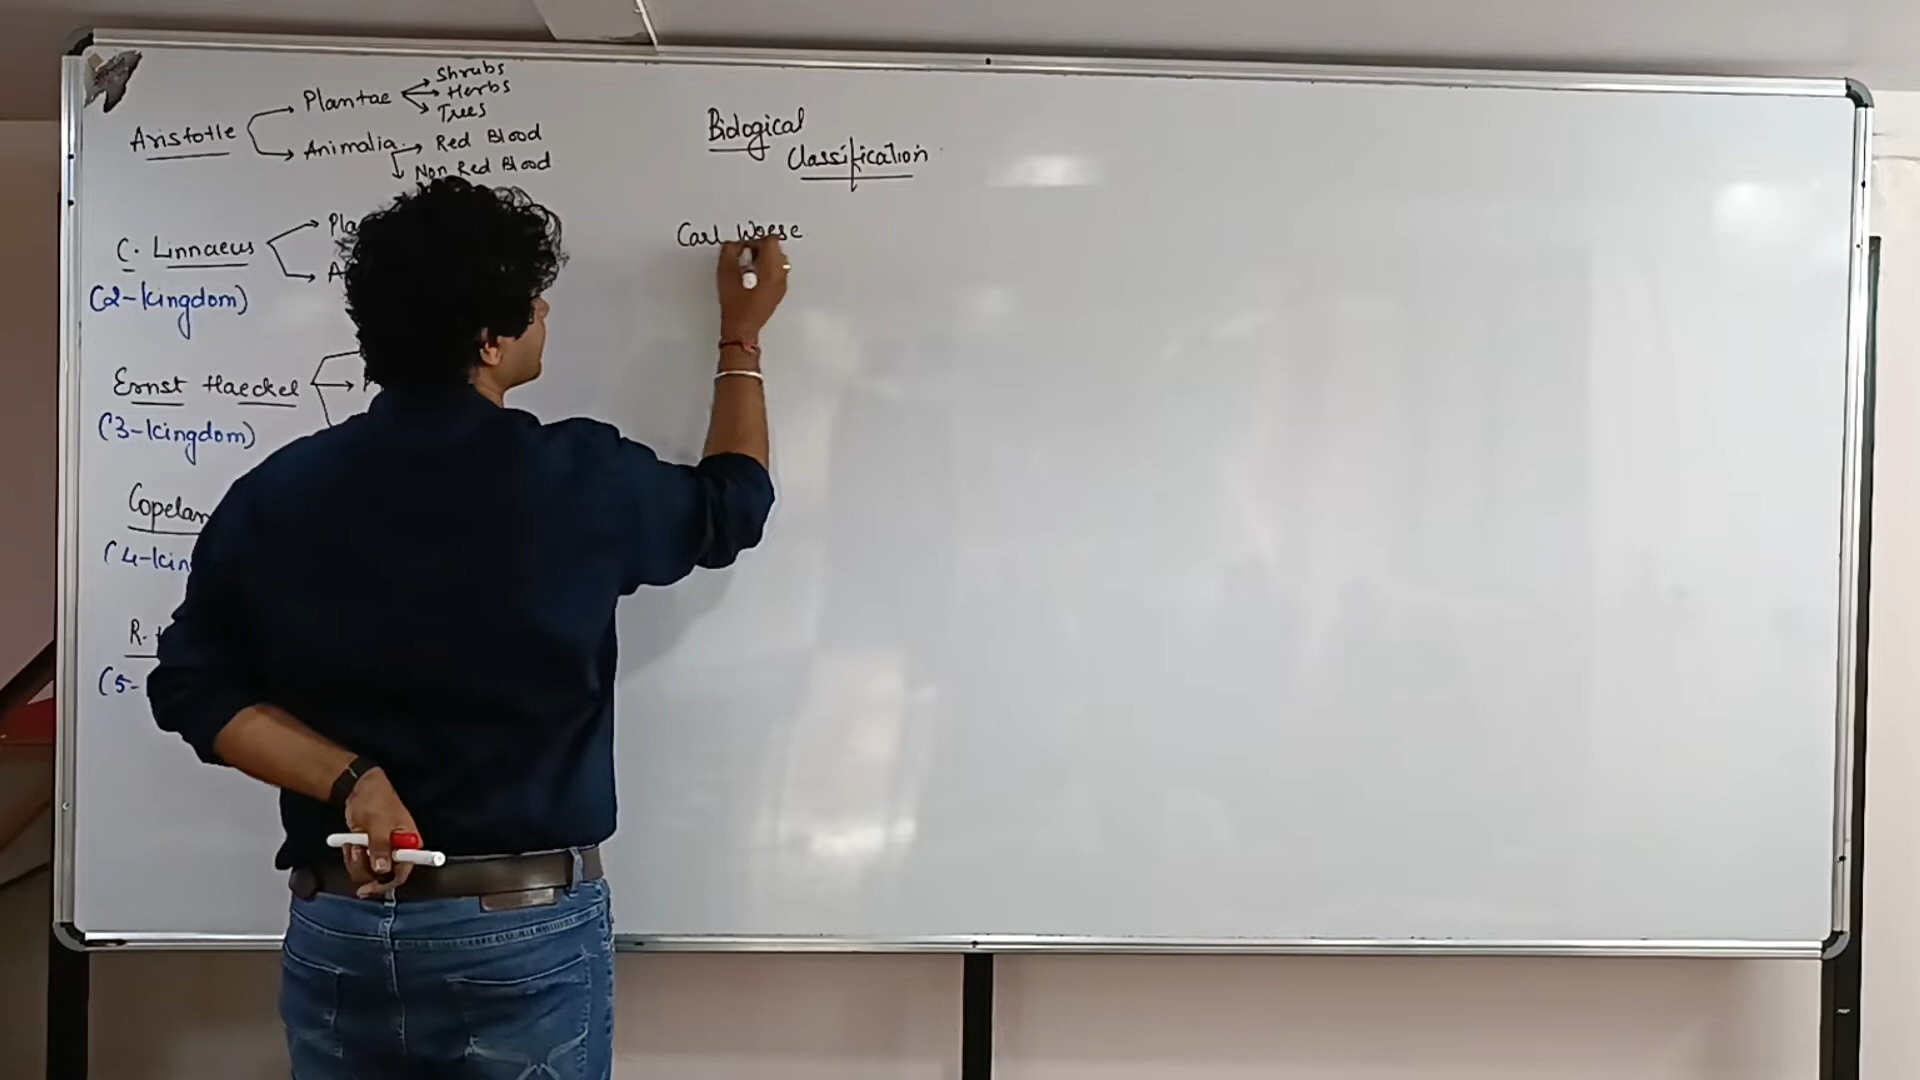 Aristotle
Plantae
Shrubs
Herbs
Trees
Animalia
Red Blood
Non Red Blood
C. Linnaeus
(2-kingdom)
Ernst Haeckel
(3-kingdom)
R.
(5-
Biological
Classification
Carl Woese